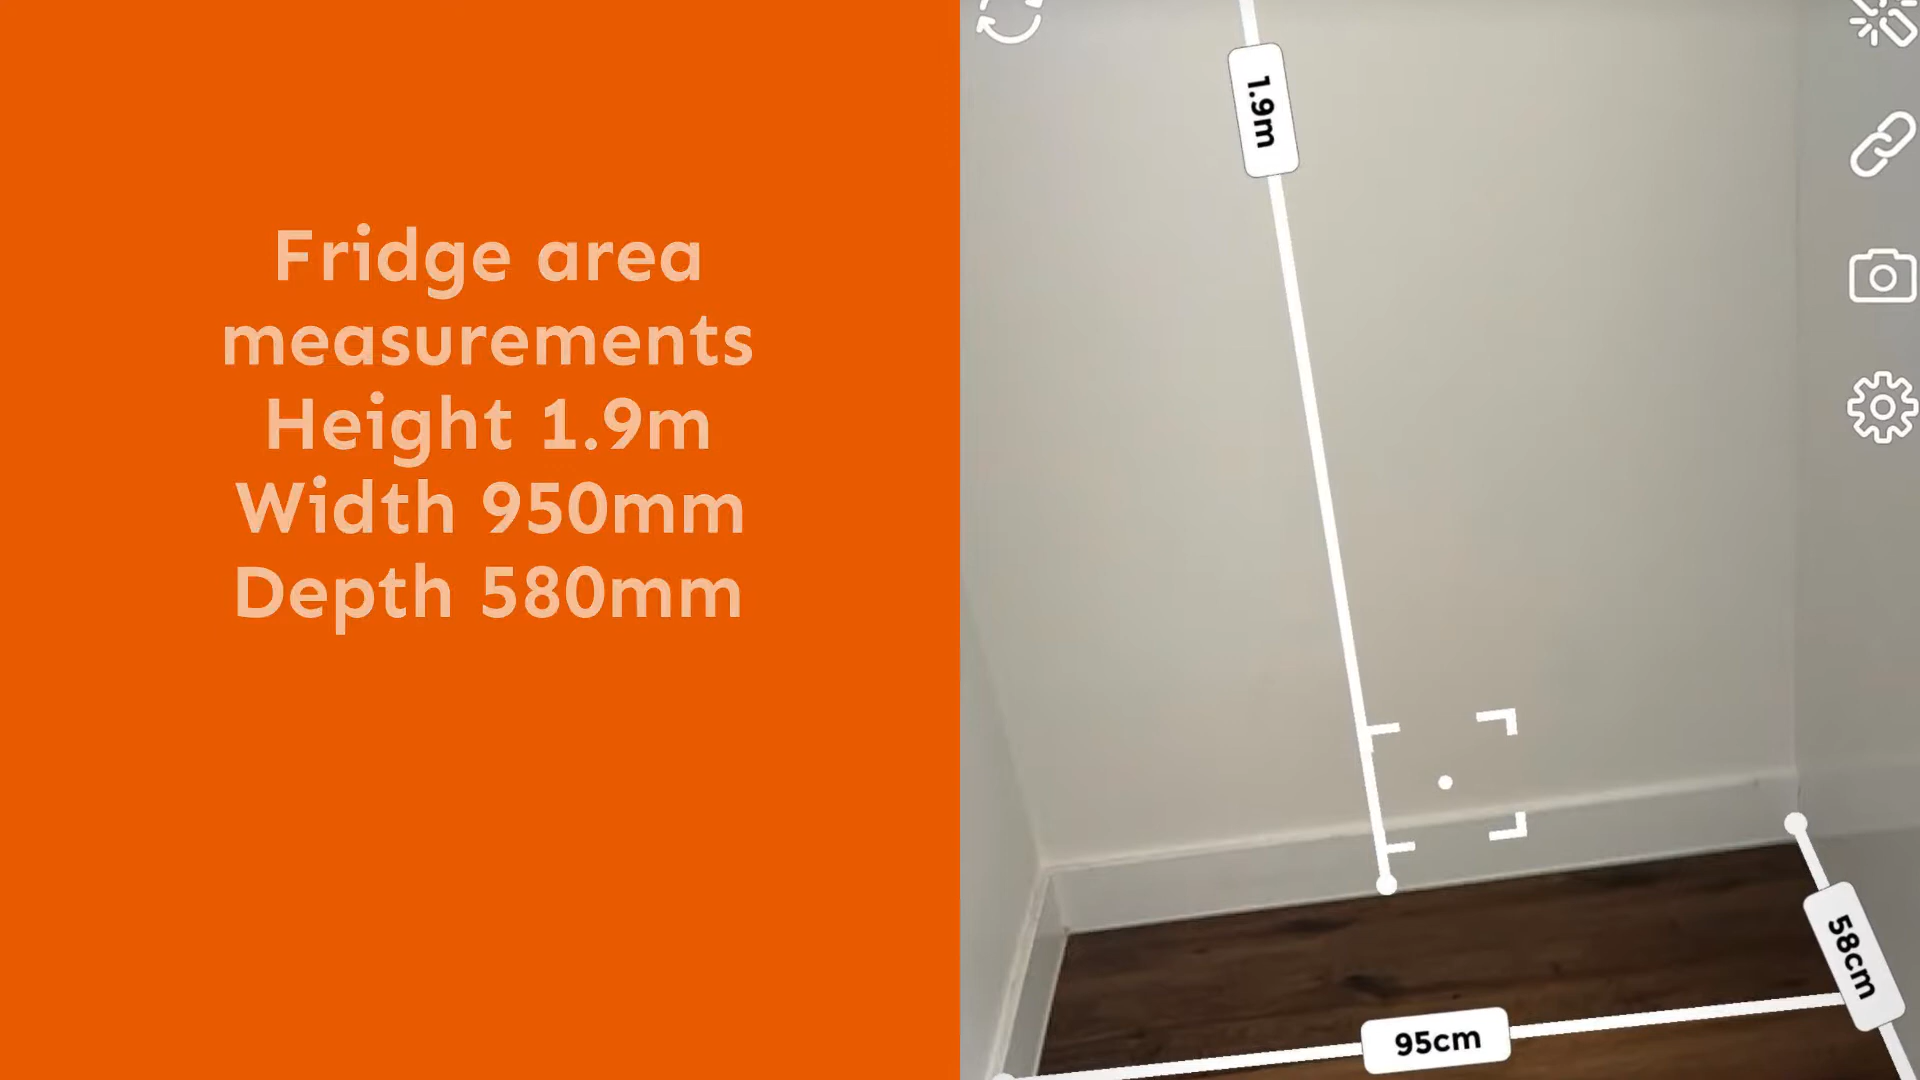 Fridge area
measurements
Height 1.9m
Width 950mm
Depth 580mm
1.9m
58cm
95cm